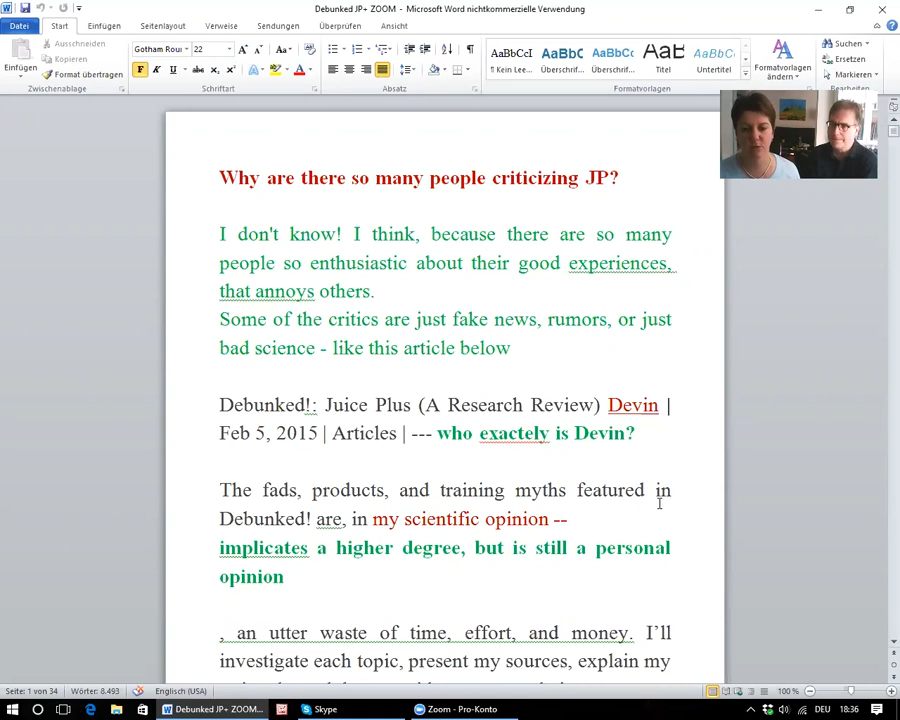 Debunked JP+ ZOOM - Microsoft Word nichtkommerzielle Verwendung
Datei Start Einfügen Seitenlayout Verweise Sendungen Überprüfen Ansicht
Einfügen
Ausschneiden
Kopieren
Format übertragen
Zwischenablage
Gotham Roun 22
F K U abc
Schriftart
Absatz
AaBbCcI AaBbC AaBbCc AaB AaBbCc
¶ Kein Leer... Überschrif... Überschrif... Titel Untertitel
Formatvorlagen
ändern
Formatvorlagen
Suchen
Ersetzen
Markieren
Bearbeiten
Why are there so many people criticizing JP?
I don't know! I think, because there are so many
people so enthusiastic about their good experiences,
that annoys others.
Some of the critics are just fake news, rumors, or just
bad science - like this article below
Debunked!: Juice Plus (A Research Review) Devin |
Feb 5, 2015 | Articles | --- who exactely is Devin?
The fads, products, and training myths featured in
Debunked! are, in my scientific opinion --
implicates a higher degree, but is still a personal
opinion
, an utter waste of time, effort, and money. I'll
investigate each topic, present my sources, explain my
Seite: 1 von 34 Wörter: 8.493 Englisch (USA) 100 %
Debunked JP+ ZOO... Skype Zoom - Pro-Konto DEU 18:36